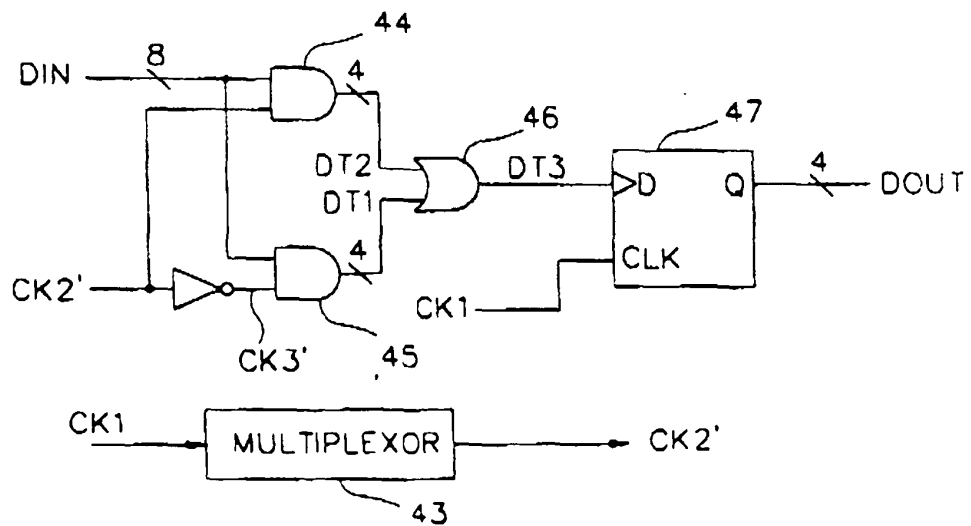 44
DIN
8
4
46
47
DT2
DT1
DT3
D
Q
4
DOUT
4
CLK
CK2'
CK1
CK3'
45
CK1
MULTIPLEXOR
CK2'
43